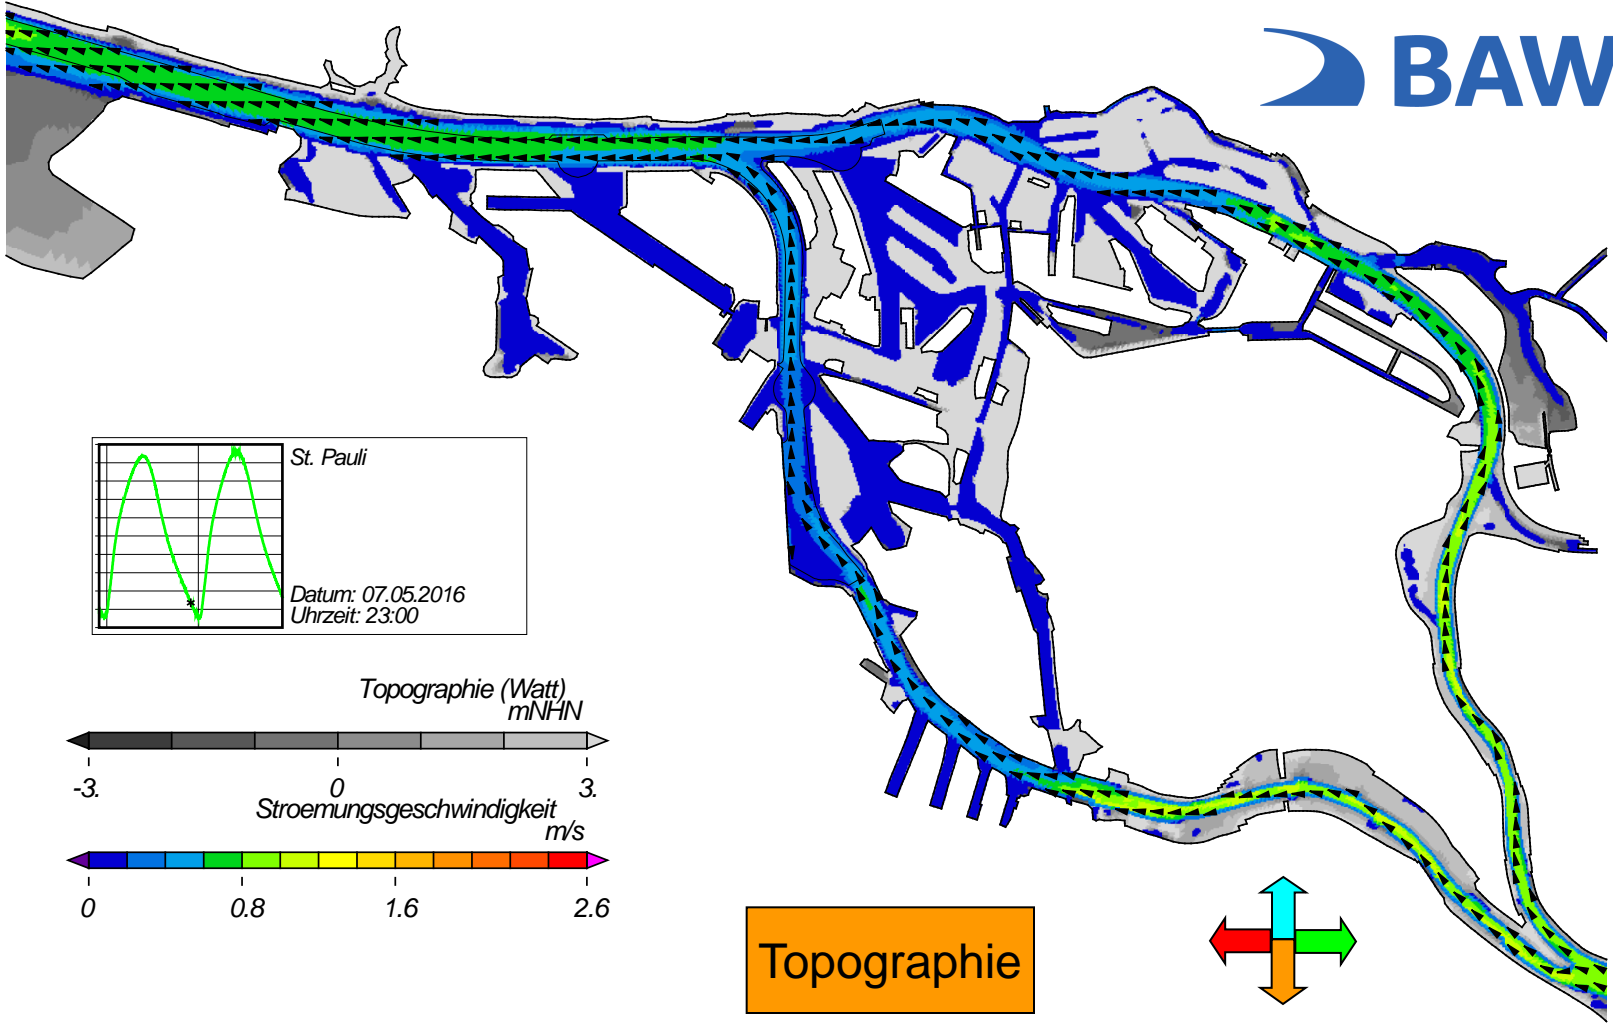 BAW
St. Pauli
Datum: 07.05.2016
Uhrzeit: 23:00
Topographie (Watt)
mNHN
-3. 0 3.
Stroemungsgeschwindigkeit
m/s
0 0.8 1.6 2.6
Topographie